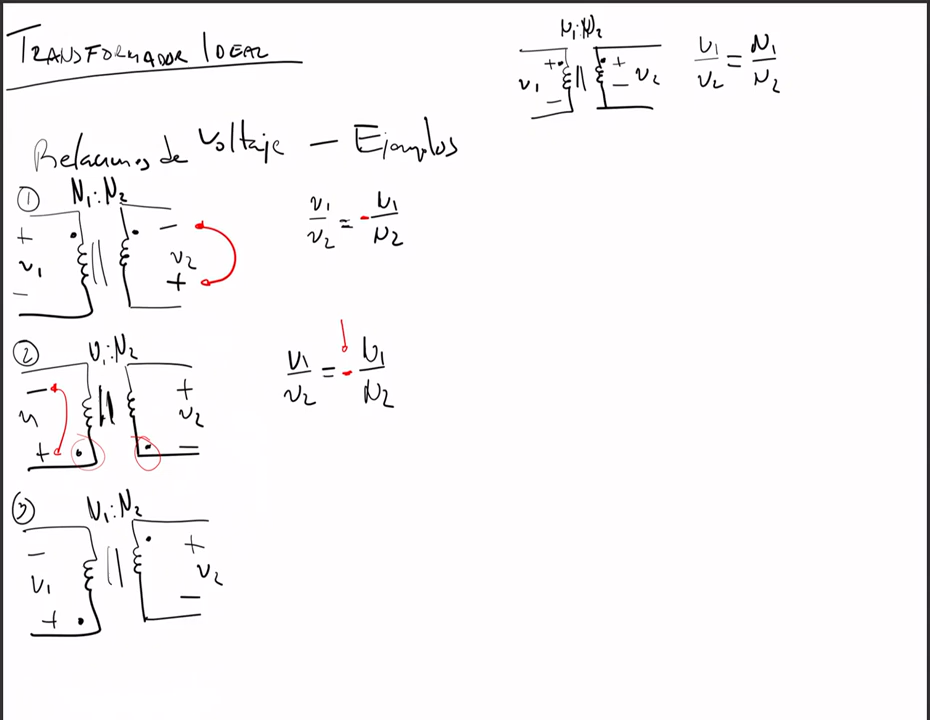 TRANSFORMADOR IDEAL
N1:N2
+ +
v1 v2
- -
v1/v2 = N1/N2
Relaciones de Voltaje — Ejemplos
① N1:N2
+ -
v1 v2
- +
v1/v2 = - N1/N2
② N1:N2
- +
v1 v2
+ -
v1/v2 = - N1/N2
③ N1:N2
- +
v1 v2
+ -